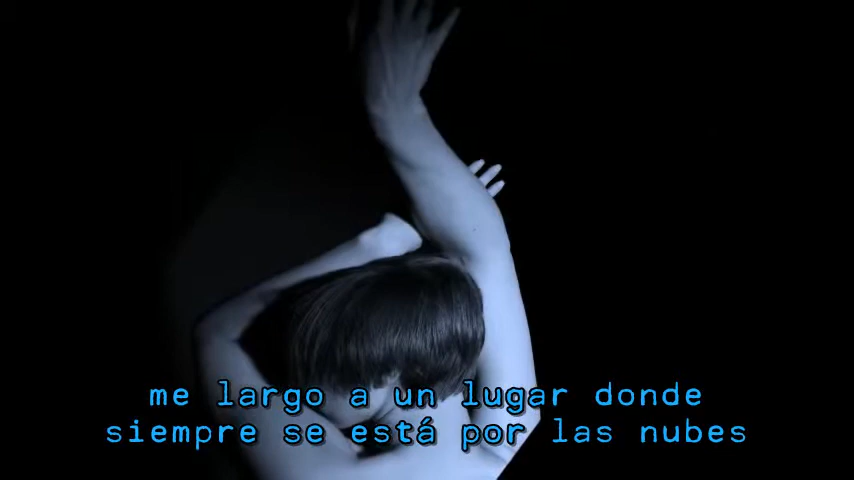 me largo a un lugar donde
siempre se está por las nubes